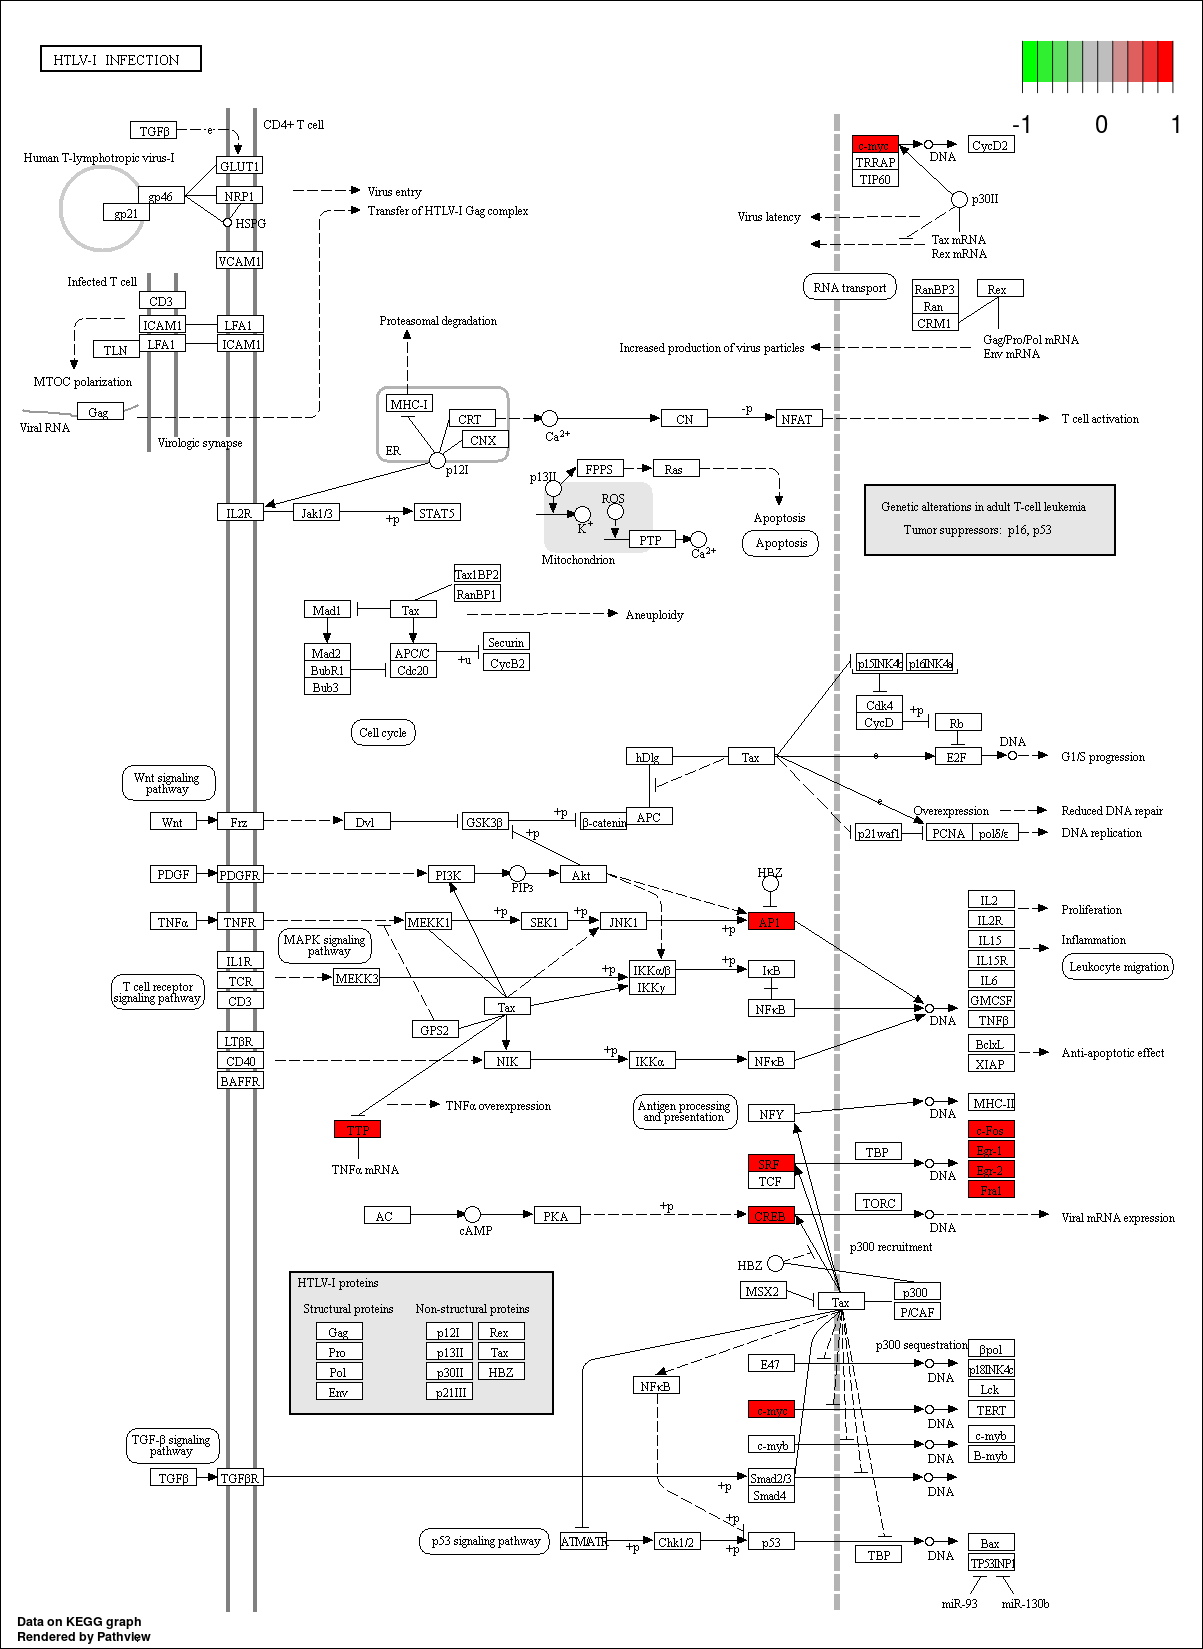 HTLV-I INFECTION
-1 0 1
TGFβ
e
CD4+ T cell
Human T-lymphotropic virus-I
GLUT1
gp46
NRP1
gp21
HSPG
VCAM1
Virus entry
Transfer of HTLV-I Gag complex
Infected T cell
CD3
ICAM1
LFA1
TLN
LFA1
ICAM1
MTOC polarization
Gag
Viral RNA
Virologic synapse
c-myc
TRRAP
TIP60
DNA
CycD2
p30II
Virus latency
Tax mRNA
Rex mRNA
RNA transport
RanBP3
Ran
CRM1
Rex
Gag/Pro/Pol mRNA
Env mRNA
Increased production of virus particles
Proteasomal degradation
MHC-I
CRT
CNX
ER
p12I
Ca2+
CN
-p
NFAT
T cell activation
p13II
FPPS
Ras
ROS
K+
PTP
Ca2+
Mitochondrion
Apoptosis
Apoptosis
IL2R
Jak1/3
+p
STAT5
Genetic alterations in adult T-cell leukemia
Tumor suppressors: p16, p53
Tax1BP2
RanBP1
Mad1
Tax
Aneuploidy
Mad2
BubR1
Bub3
APC/C
Cdc20
+u
Securin
CycB2
Cell cycle
p15INK4b
p16INK4a
Cdk4
CycD
+p
Rb
hDlg
Tax
e
E2F
DNA
G1/S progression
Wnt signaling
pathway
Wnt
Frz
Dvl
GSK3β
+p
β-catenin
APC
+p
e
Overexpression
Reduced DNA repair
p21waf1
PCNA
polδ/ε
DNA replication
PDGF
PDGFR
PI3K
PIP3
Akt
HBZ
TNFα
TNFR
MEKK1
+p
SEK1
+p
JNK1
+p
AP1
MAPK signaling
pathway
IL1R
TCR
CD3
T cell receptor
signaling pathway
MEKK3
+p
IKKα/β
IKKγ
+p
IκB
NFκB
Tax
GPS2
LTβR
CD40
BAFFR
NIK
+p
IKKα
NFκB
DNA
IL2
IL2R
IL15
IL15R
IL6
GMCSF
TNFβ
BclxL
XIAP
Proliferation
Inflammation
Leukocyte migration
Anti-apoptotic effect
TNFα overexpression
TTP
TNFα mRNA
Antigen processing
and presentation
NFY
DNA
MHC-II
c-Fos
Egr-1
Egr-2
Fra1
SRF
TCF
TBP
DNA
AC
cAMP
PKA
+p
CREB
TORC
DNA
Viral mRNA expression
p300 recruitment
HBZ
MSX2
Tax
p300
P/CAF
HTLV-I proteins
Structural proteins
Non-structural proteins
Gag
p12I
Rex
Pro
p13II
Tax
Pol
p30II
HBZ
Env
p21III
p300 sequestration
E47
DNA
βpol
p18INK4c
Lck
NFκB
c-myc
DNA
TERT
c-myb
DNA
c-myb
B-myb
TGF-β signaling
pathway
TGFβ
TGFβR
+p
Smad2/3
Smad4
DNA
p53 signaling pathway
ATM/ATR
+p
Chk1/2
+p
+p
p53
TBP
DNA
Bax
TP53INP1
miR-93
miR-130b
Data on KEGG graph
Rendered by Pathview